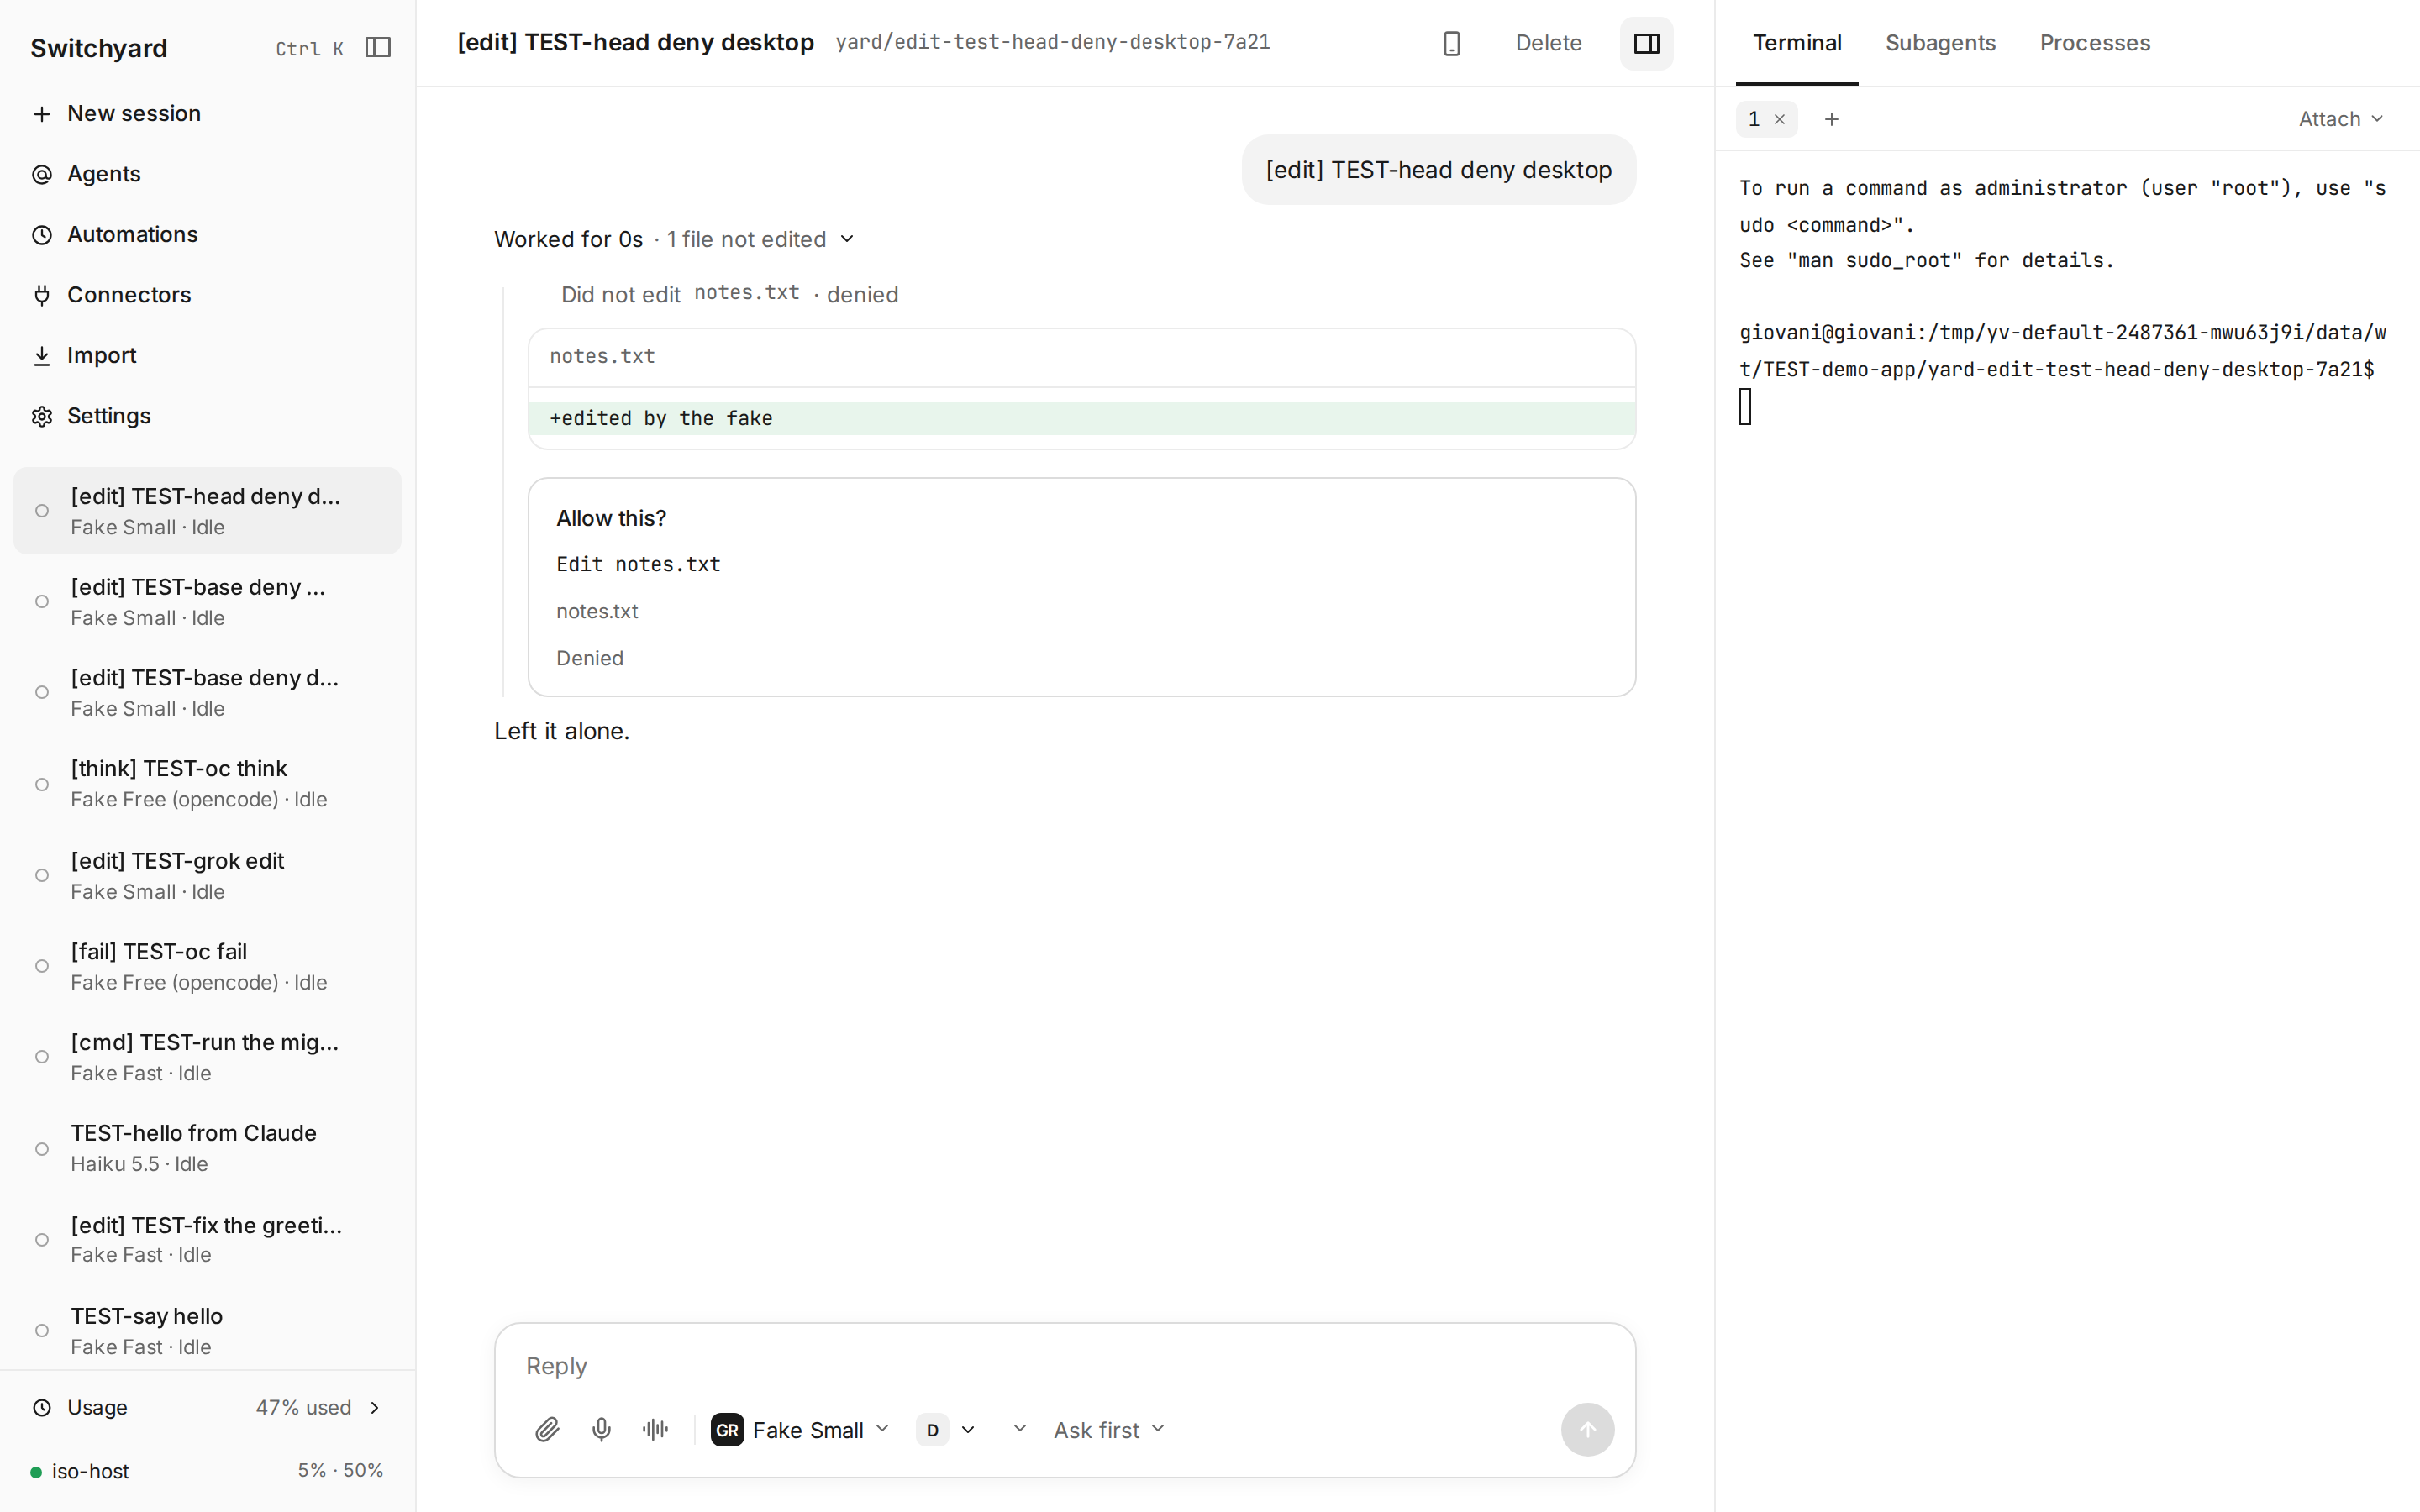 Switchyard
Ctrl K
New session
Agents
Automations
Connectors
Import
Settings
[edit] TEST-head deny d...
Fake Small · Idle
[edit] TEST-base deny ...
Fake Small · Idle
[edit] TEST-base deny d...
Fake Small · Idle
[think] TEST-oc think
Fake Free (opencode) · Idle
[edit] TEST-grok edit
Fake Small · Idle
[fail] TEST-oc fail
Fake Free (opencode) · Idle
[cmd] TEST-run the mig...
Fake Fast · Idle
TEST-hello from Claude
Haiku 5.5 · Idle
[edit] TEST-fix the greeti...
Fake Fast · Idle
TEST-say hello
Fake Fast · Idle
Usage 47% used
iso-host 5% · 50%
[edit] TEST-head deny desktop yard/edit-test-head-deny-desktop-7a21 Delete
[edit] TEST-head deny desktop
Worked for 0s · 1 file not edited
Did not edit notes.txt · denied
notes.txt
+edited by the fake
Allow this?
Edit notes.txt
notes.txt
Denied
Left it alone.
Reply
GR Fake Small D Ask first
Terminal Subagents Processes
1 × + Attach
To run a command as administrator (user "root"), use "s
udo <command>".
See "man sudo_root" for details.
giovani@giovani:/tmp/yv-default-2487361-mwu63j9i/data/w
t/TEST-demo-app/yard-edit-test-head-deny-desktop-7a21$